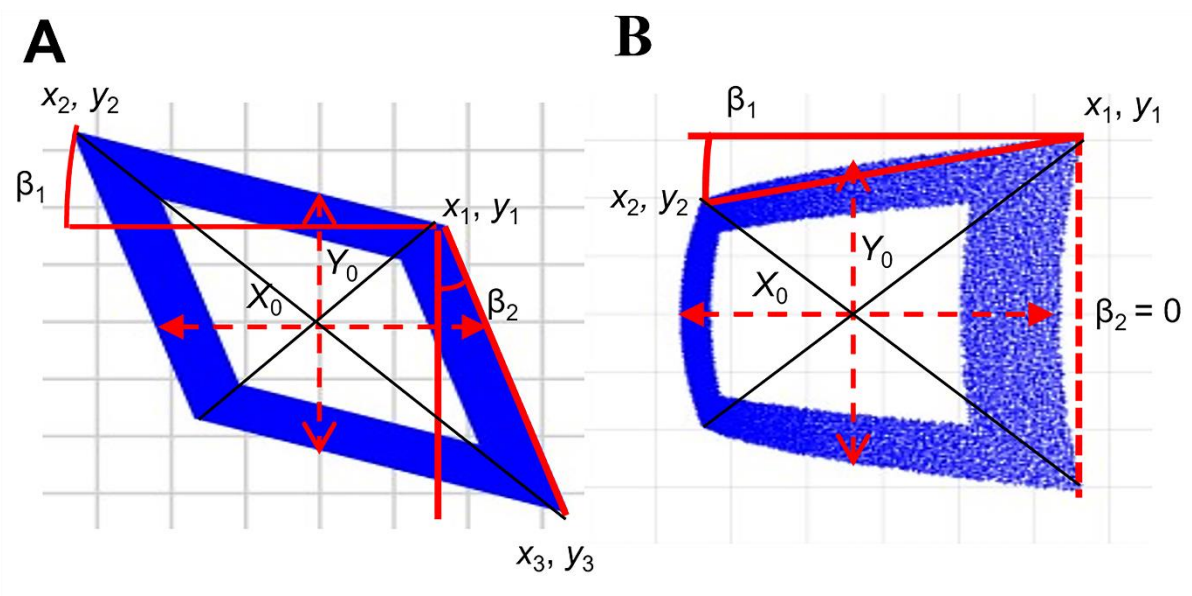 A
x₂, y₂
β₁
x₁, y₁
Y₀
X₀
β₂
x₃, y₃
B
β₁
x₁, y₁
x₂, y₂
Y₀
X₀
β₂ = 0